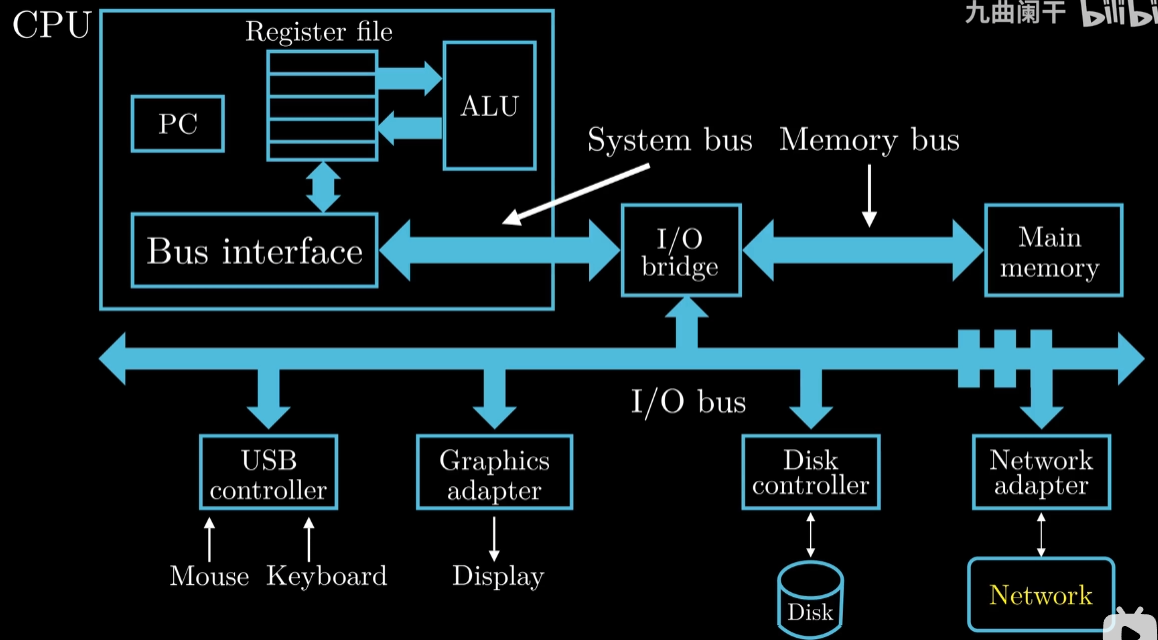 CPU
九曲阑干 bilibi
Register file
PC
ALU
System bus
Memory bus
Bus interface
I/O
bridge
Main
memory
I/O bus
USB
controller
Graphics
adapter
Disk
controller
Network
adapter
Mouse
Keyboard
Display
Disk
Network